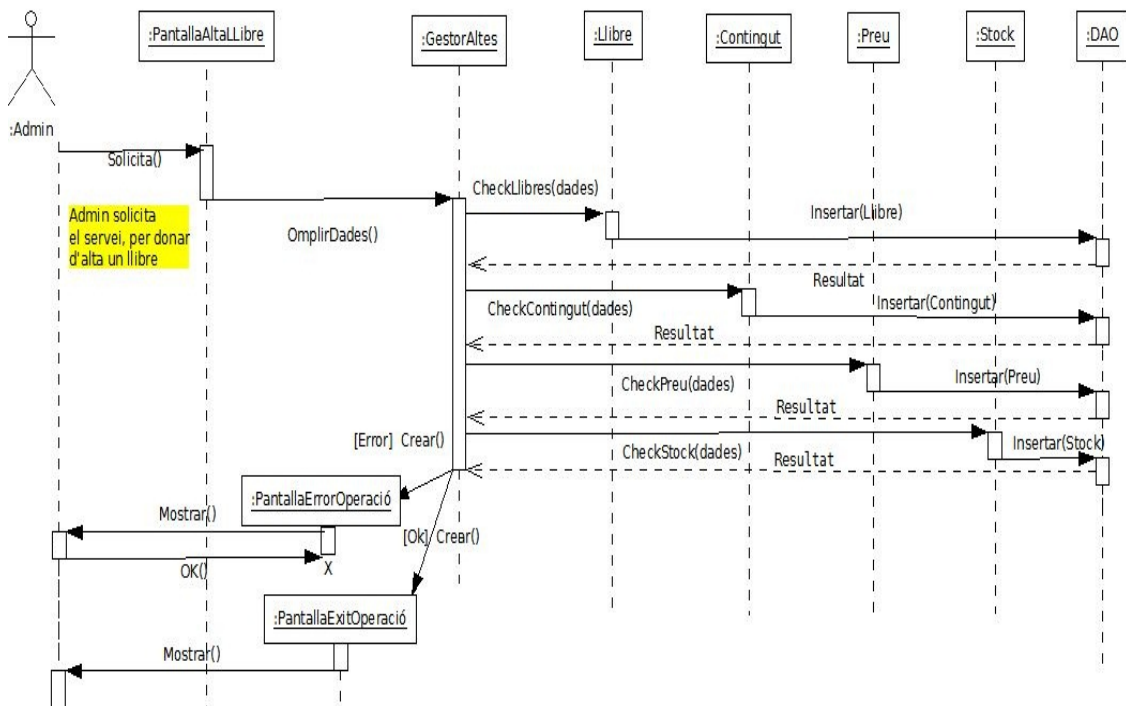 :PantallaAltaLLibre
:GestorAltes
:Llibre
:Contingut
:Preu
:Stock
:DAO
:Admin
Solicita()
Admin solicita
el servei, per donar
d'alta un llibre
OmplirDades()
CheckLlibres(dades)
Insertar(Llibre)
Resultat
CheckContingut(dades)
Insertar(Contingut)
Resultat
CheckPreu(dades)
Insertar(Preu)
Resultat
[Error] Crear()
CheckStock(dades)
Insertar(Stock)
Resultat
:PantallaErrorOperació
Mostrar()
[Ok] Crear()
OK()
X
:PantallaExitOperació
Mostrar()